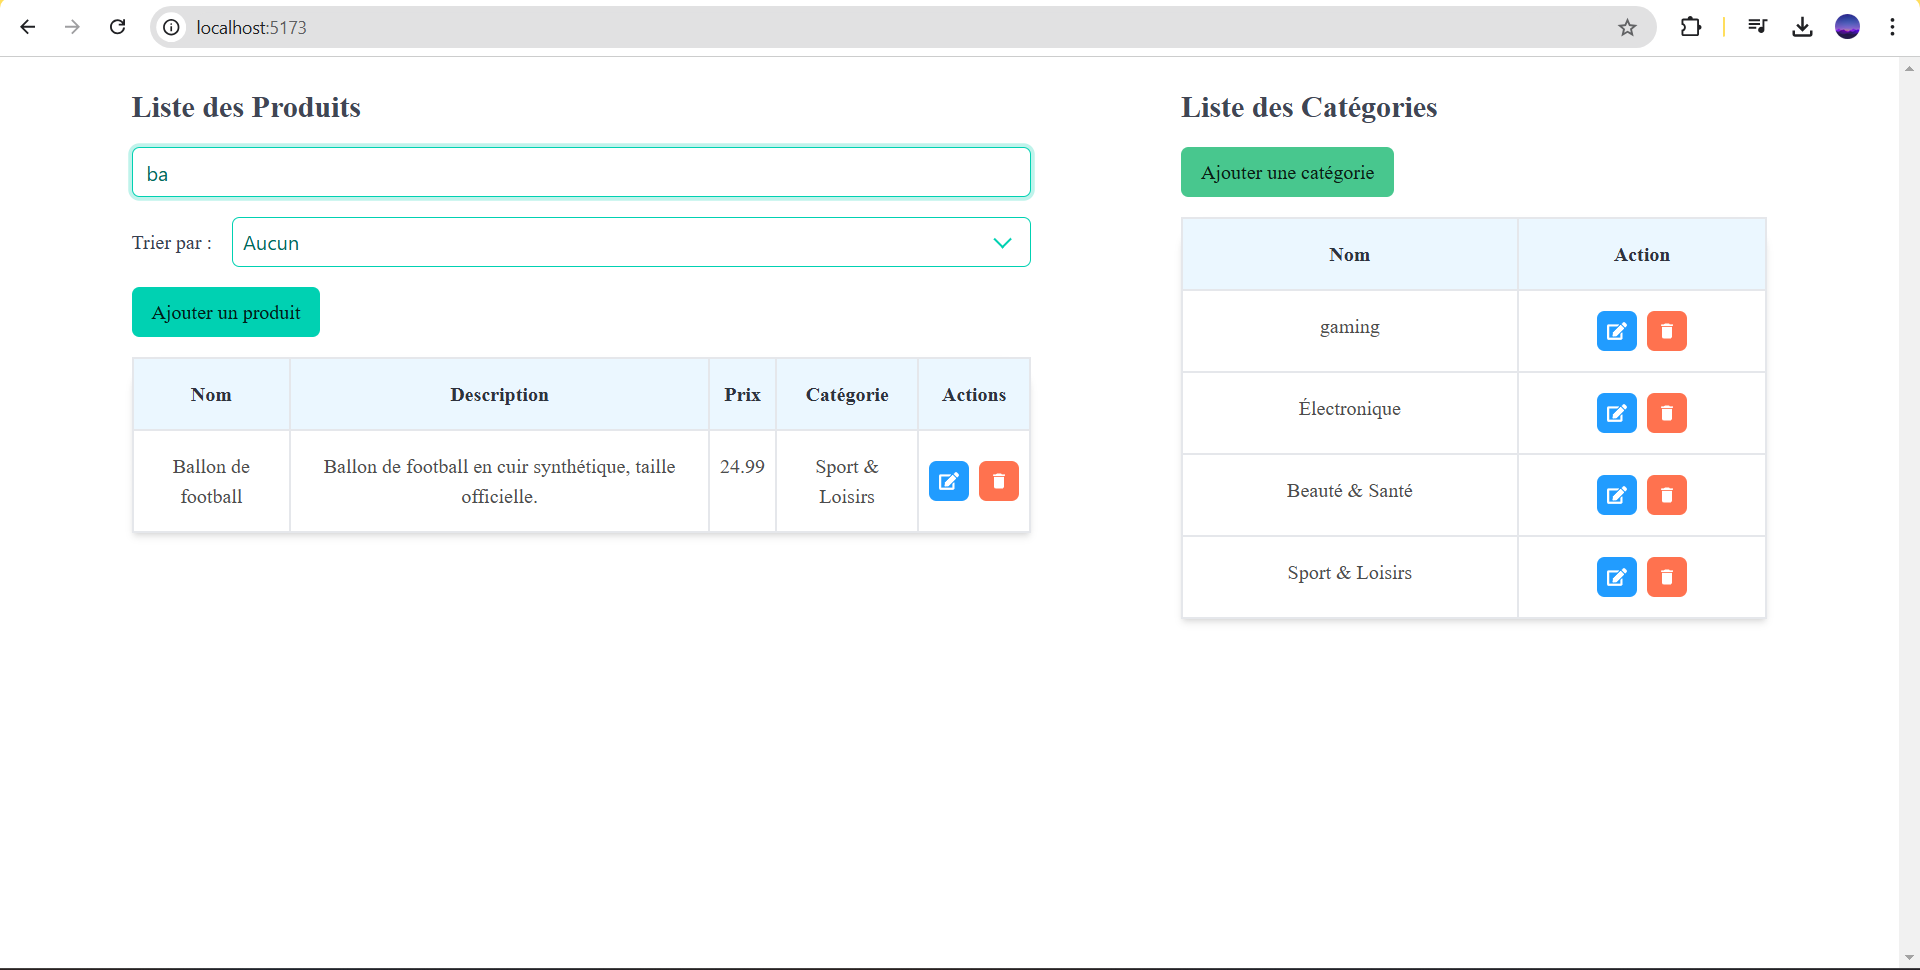 localhost:5173
Liste des Produits
ba
Trier par :
Aucun
Ajouter un produit
Nom
Description
Prix
Catégorie
Actions
Ballon de
football
Ballon de football en cuir synthétique, taille
officielle.
24.99
Sport &
Loisirs
Liste des Catégories
Ajouter une catégorie
Nom
Action
gaming
Électronique
Beauté & Santé
Sport & Loisirs